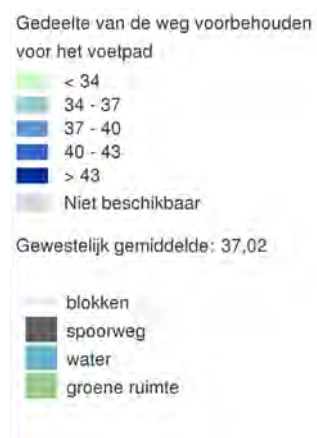 Gedeelte van de weg voorbehouden
voor het voetpad
< 34
34 - 37
37 - 40
40 - 43
> 43
Niet beschikbaar
Gewestelijk gemiddelde: 37,02
blokken
spoorweg
water
groene ruimte